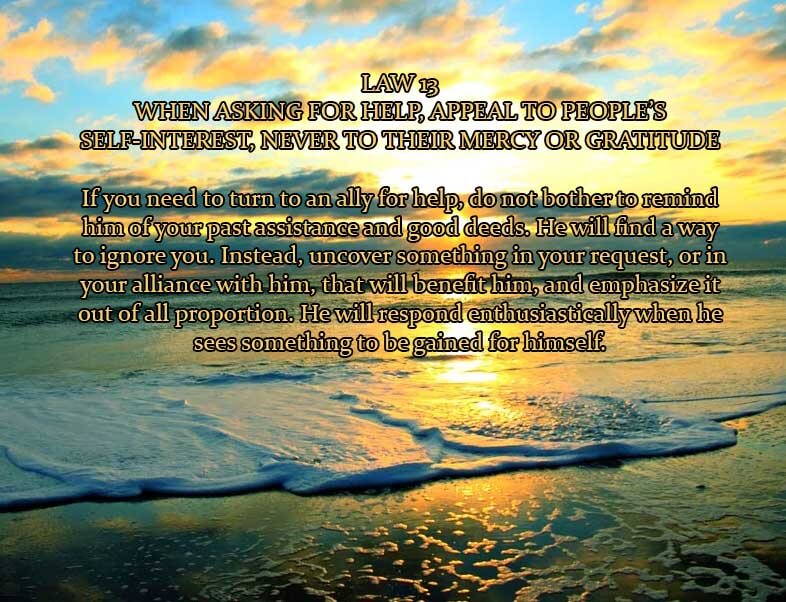 LAW 13
WHEN ASKING FOR HELP, APPEAL TO PEOPLE'S
SELF-INTEREST, NEVER TO THEIR MERCY OR GRATITUDE
If you need to turn to an ally for help, do not bother to remind
him of your past assistance and good deeds. He will find a way
to ignore you. Instead, uncover something in your request, or in
your alliance with him, that will benefit him, and emphasize it
out of all proportion. He will respond enthusiastically when he
sees something to be gained for himself.